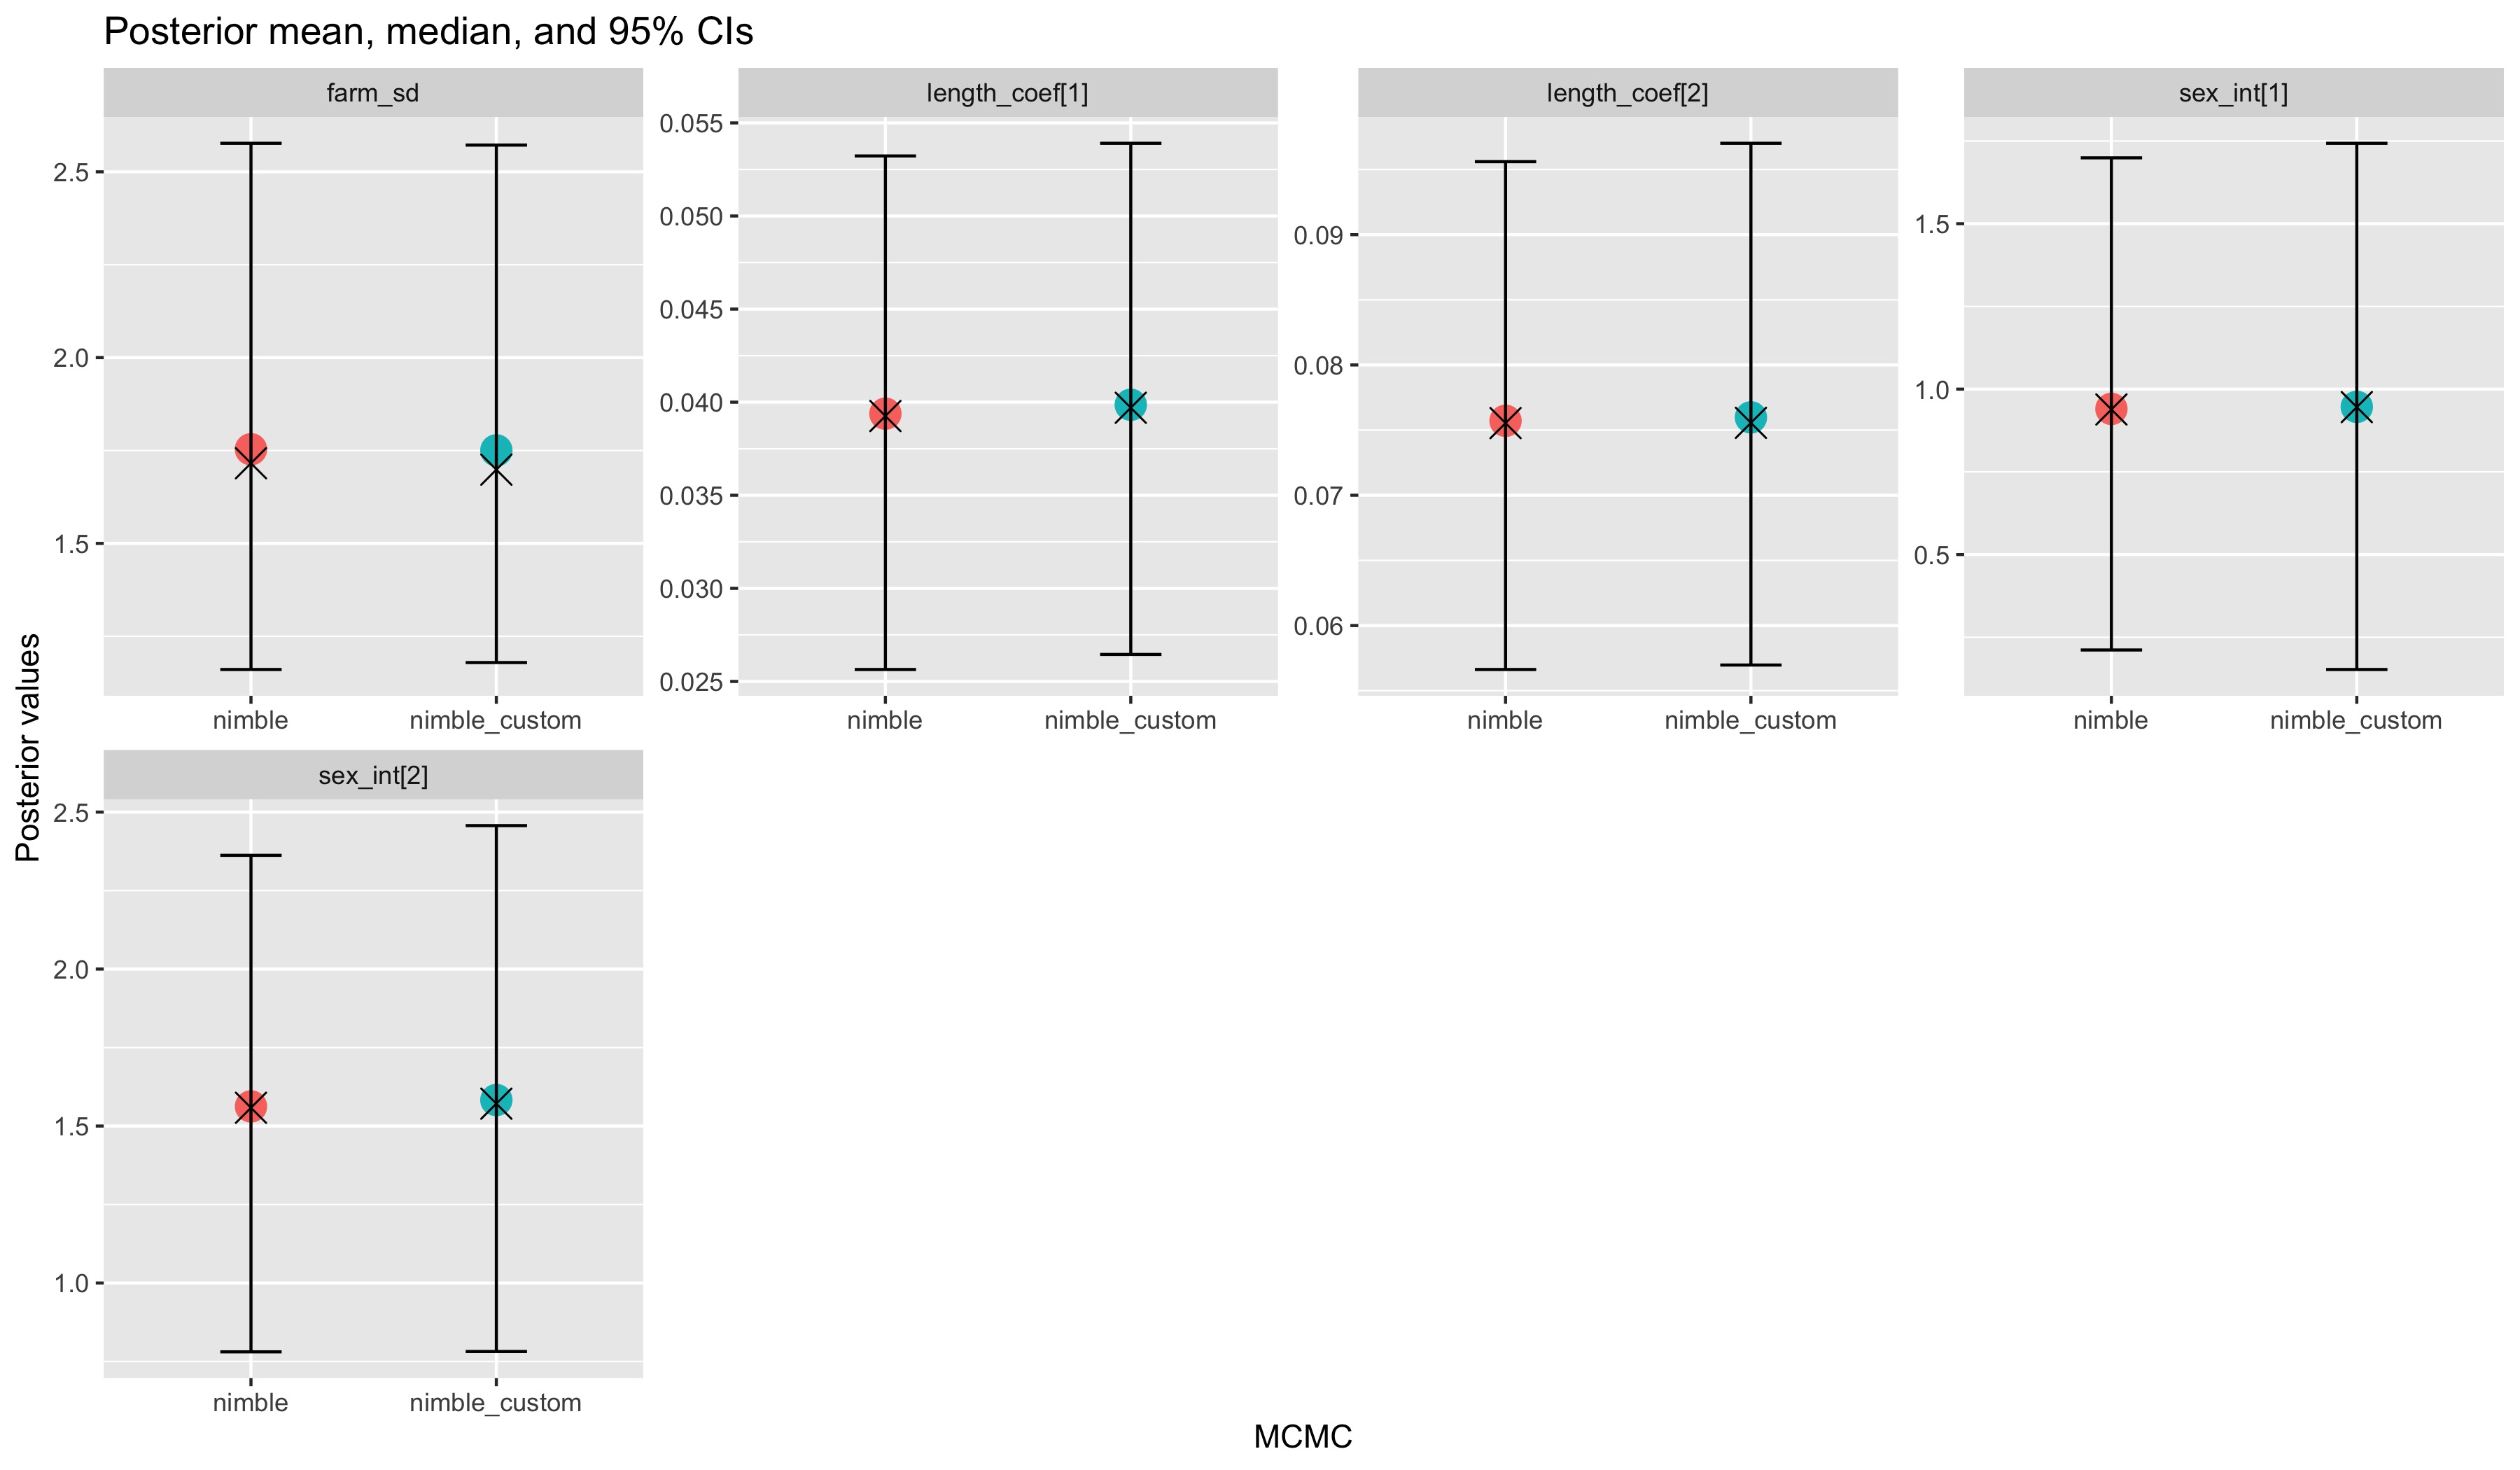 Posterior mean, median, and 95% CIs
Posterior values
farm_sd
2.5
2.0
1.5
nimble nimble_custom
length_coef[1]
0.055
0.050
0.045
0.040
0.035
0.030
0.025
nimble nimble_custom
length_coef[2]
0.09
0.08
0.07
0.06
nimble nimble_custom
sex_int[1]
1.5
1.0
0.5
nimble nimble_custom
sex_int[2]
2.5
2.0
1.5
1.0
nimble nimble_custom
MCMC